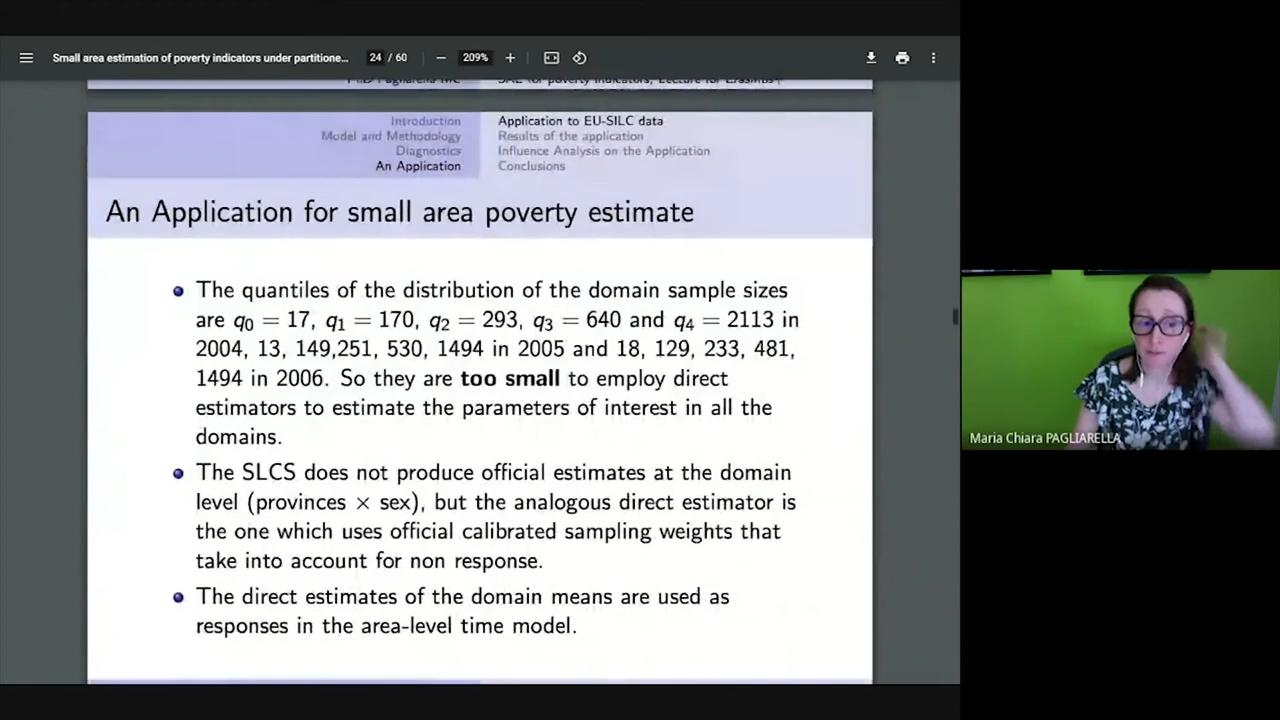 Small area estimation of poverty indicators under partitione...
24 / 60
209%
SAE for poverty indicators, Lecture for Erasmus+
Introduction
Model and Methodology
Diagnostics
An Application
Application to EU-SILC data
Results of the application
Influence Analysis on the Application
Conclusions
An Application for small area poverty estimate
The quantiles of the distribution of the domain sample sizes
are q0 = 17, q1 = 170, q2 = 293, q3 = 640 and q4 = 2113 in
2004, 13, 149,251, 530, 1494 in 2005 and 18, 129, 233, 481,
1494 in 2006. So they are too small to employ direct
estimators to estimate the parameters of interest in all the
domains.
The SLCS does not produce official estimates at the domain
level (provinces × sex), but the analogous direct estimator is
the one which uses official calibrated sampling weights that
take into account for non response.
The direct estimates of the domain means are used as
responses in the area-level time model.
Maria Chiara PAGLIARELLA